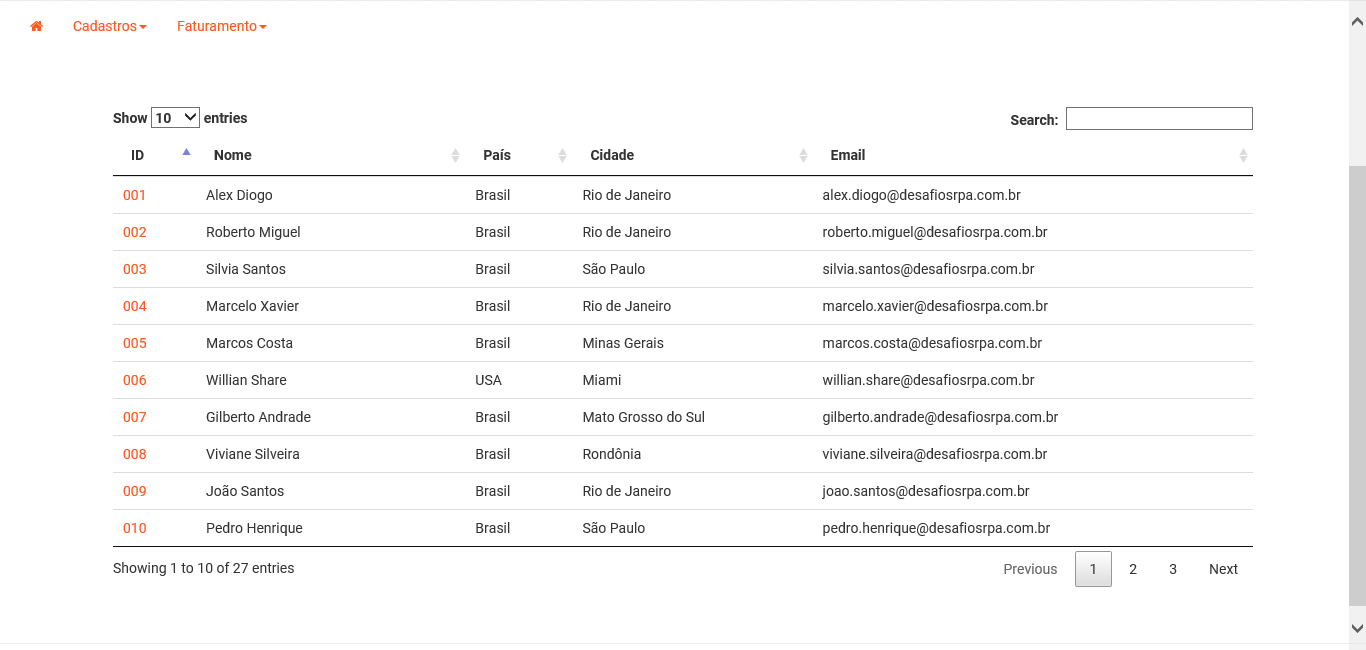 Cadastros Faturamento
Show 10 entries Search:
ID Nome País Cidade Email
001 Alex Diogo Brasil Rio de Janeiro alex.diogo@desafiosrpa.com.br
002 Roberto Miguel Brasil Rio de Janeiro roberto.miguel@desafiosrpa.com.br
003 Silvia Santos Brasil São Paulo silvia.santos@desafiosrpa.com.br
004 Marcelo Xavier Brasil Rio de Janeiro marcelo.xavier@desafiosrpa.com.br
005 Marcos Costa Brasil Minas Gerais marcos.costa@desafiosrpa.com.br
006 Willian Share USA Miami willian.share@desafiosrpa.com.br
007 Gilberto Andrade Brasil Mato Grosso do Sul gilberto.andrade@desafiosrpa.com.br
008 Viviane Silveira Brasil Rondônia viviane.silveira@desafiosrpa.com.br
009 João Santos Brasil Rio de Janeiro joao.santos@desafiosrpa.com.br
010 Pedro Henrique Brasil São Paulo pedro.henrique@desafiosrpa.com.br
Showing 1 to 10 of 27 entries Previous 1 2 3 Next